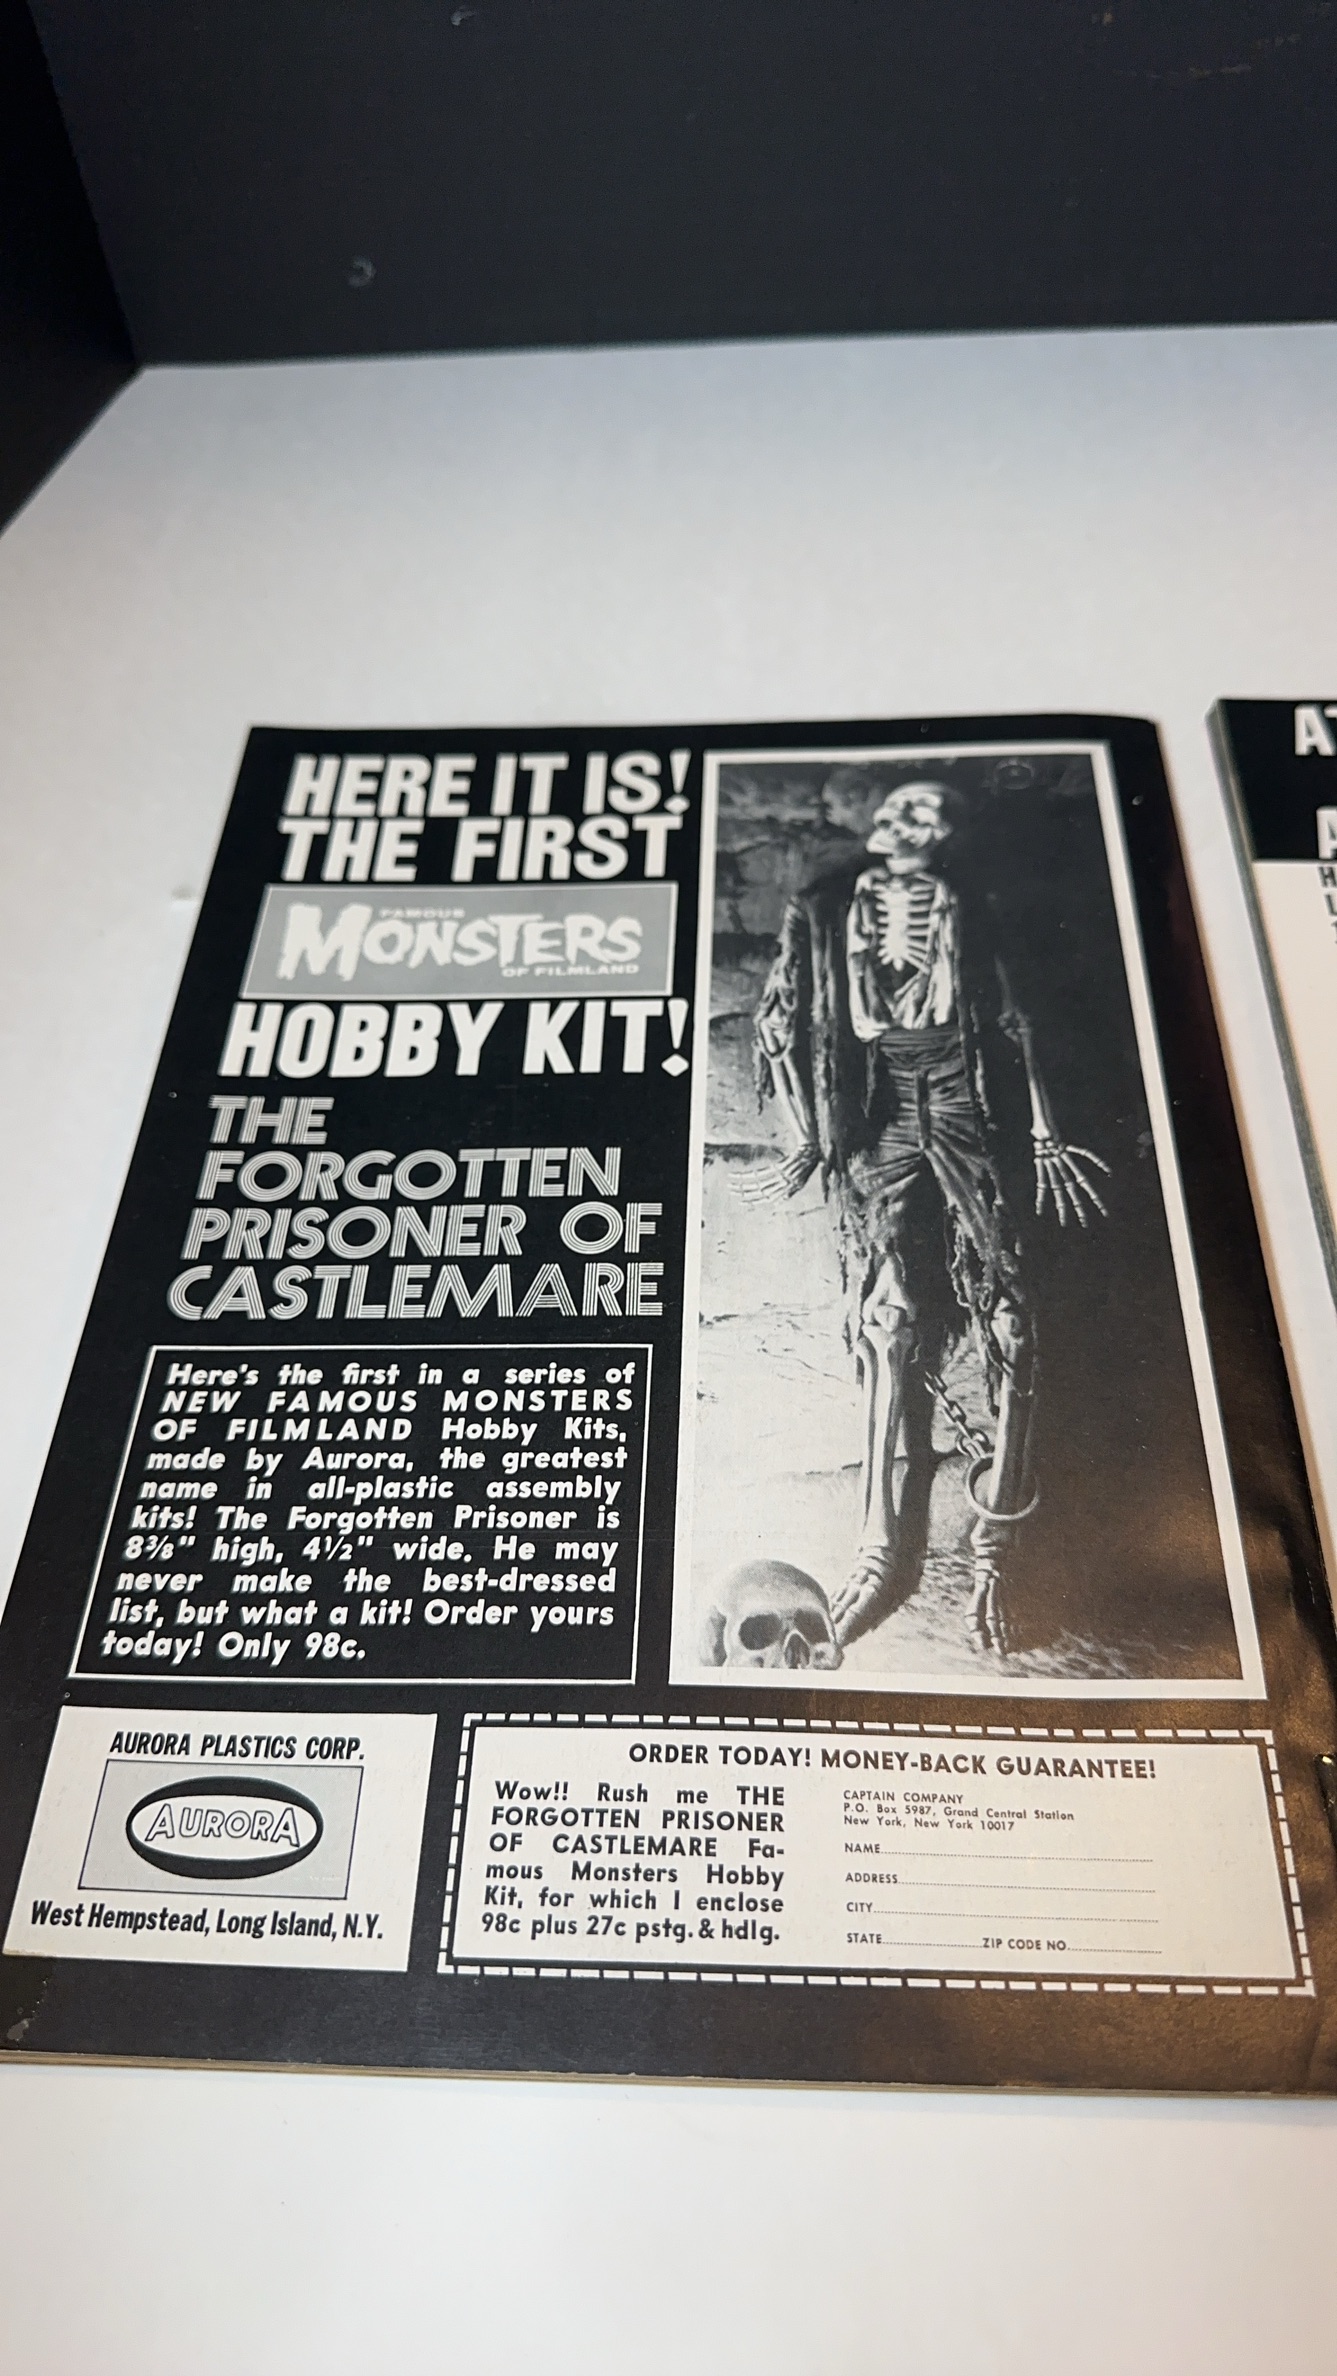 HERE IT IS!
THE FIRST
FAMOUS
MONSTERS
OF FILMLAND
HOBBY KIT!
THE
FORGOTTEN
PRISONER OF
CASTLEMARE
Here's the first in a series of
NEW FAMOUS MONSTERS
OF FILMLAND Hobby Kits,
made by Aurora, the greatest
name in all-plastic assembly
kits! The Forgotten Prisoner is
8⅜" high, 4½" wide. He may
never make the best-dressed
list, but what a kit! Order yours
today! Only 98c.
AURORA PLASTICS CORP.
AURORA
West Hempstead, Long Island, N.Y.
ORDER TODAY! MONEY-BACK GUARANTEE!
Wow!! Rush me THE
FORGOTTEN PRISONER
OF CASTLEMARE Fa-
mous Monsters Hobby
Kit, for which I enclose
98c plus 27c pstg. & hdlg.
CAPTAIN COMPANY
P.O. Box 5987, Grand Central Station
New York, New York 10017
NAME
ADDRESS
CITY
STATE ZIP CODE NO.